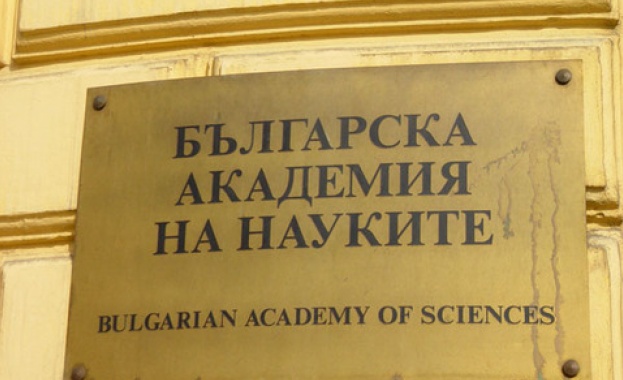 БЪЛГАРСКА
АКАДЕМИЯ
НА НАУКИТЕ
BULGARIAN ACADEMY OF SCIENCES